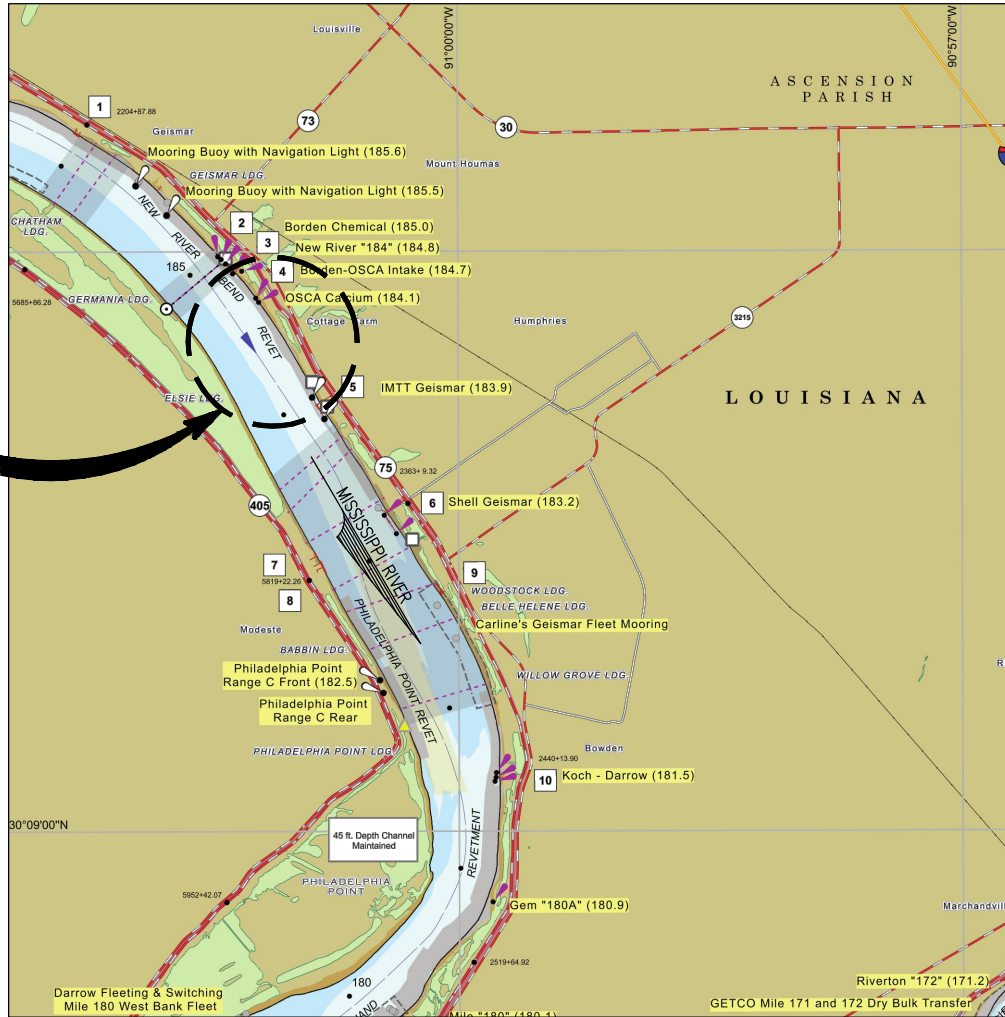 Louisville
91°00'00"W
90°57'00"W
ASCENSION
PARISH
1
2204+87.88
Geismar
73
30
Mooring Buoy with Navigation Light (185.6)
Mount Houmas
GEISMAR LDG.
Mooring Buoy with Navigation Light (185.5)
CHATHAM
LDG.
NEW
RIVER
BEND
REVET
2
Borden Chemical (185.0)
3
New River "184" (184.8)
185
4
Borden-OSCA Intake (184.7)
5685+86.28
GERMANIA LDG.
OSCA Calcium (184.1)
Cottage Farm
Humphries
3215
ELSIE LDG.
5
IMTT Geismar (183.9)
LOUISIANA
75
2363+ 9.32
405
6
Shell Geismar (183.2)
MISSISSIPPI RIVER
7
5819+22.26
8
9
WOODSTOCK LDG.
BELLE HELENE LDG.
Modeste
Carline's Geismar Fleet Mooring
BABBIN LDG.
PHILADELPHIA POINT REVET
Philadelphia Point
Range C Front (182.5)
WILLOW GROVE LDG.
Philadelphia Point
Range C Rear
PHILADELPHIA POINT LDG.
Bowden
2440+13.90
10
Koch - Darrow (181.5)
30°09'00"N
45 ft. Depth Channel
Maintained
REVETMENT
PHILADELPHIA
POINT
5952+42.07
Gem "180A" (180.9)
Marchandvil
2519+64.92
180
Riverton "172" (171.2)
Darrow Fleeting & Switching
Mile 180 West Bank Fleet
GETCO Mile 171 and 172 Dry Bulk Transfer
AND
Mile "180" (180.1)